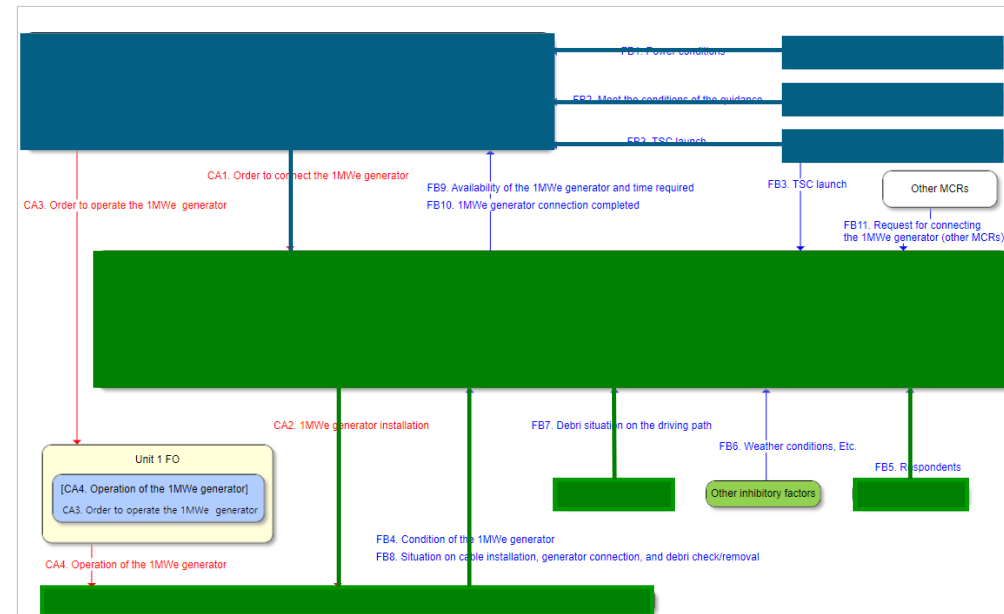 FB1. Power conditions
FB2. Meet the conditions of the guidance
FB3. TSC launch
CA1. Order to connect the 1MWe generator
FB9. Availability of the 1MWe generator and time required
FB3. TSC launch
Other MCRs
CA3. Order to operate the 1MWe generator
FB10. 1MWe generator connection completed
FB11. Request for connecting
the 1MWe generator (other MCRs)
CA2. 1MWe generator installation
FB7. Debri situation on the driving path
FB6. Weather conditions, Etc.
Unit 1 FO
FB5. Respondents
[CA4. Operation of the 1MWe generator]
CA3. Order to operate the 1MWe generator
Other inhibitory factors
FB4. Condition of the 1MWe generator
FB8. Situation on cable installation, generator connection, and debri check/removal
CA4. Operation of the 1MWe generator